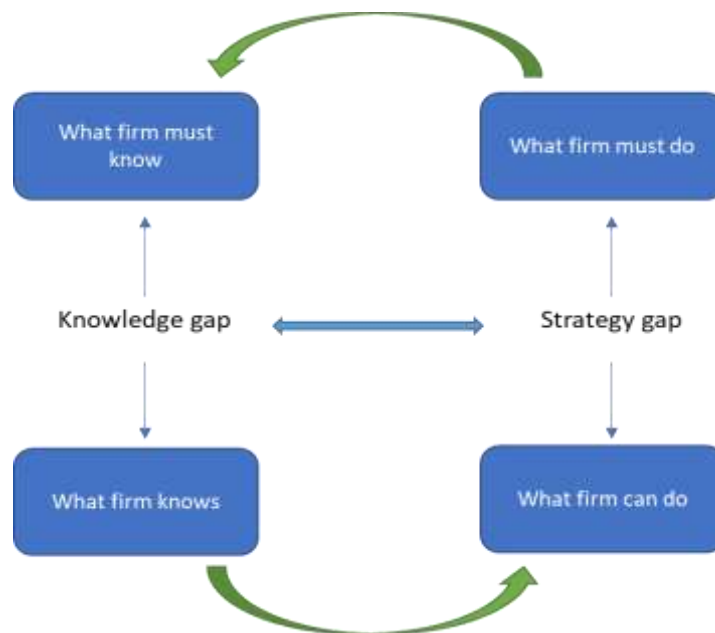 What firm must
know
What firm must do
Knowledge gap
Strategy gap
What firm knows
What firm can do